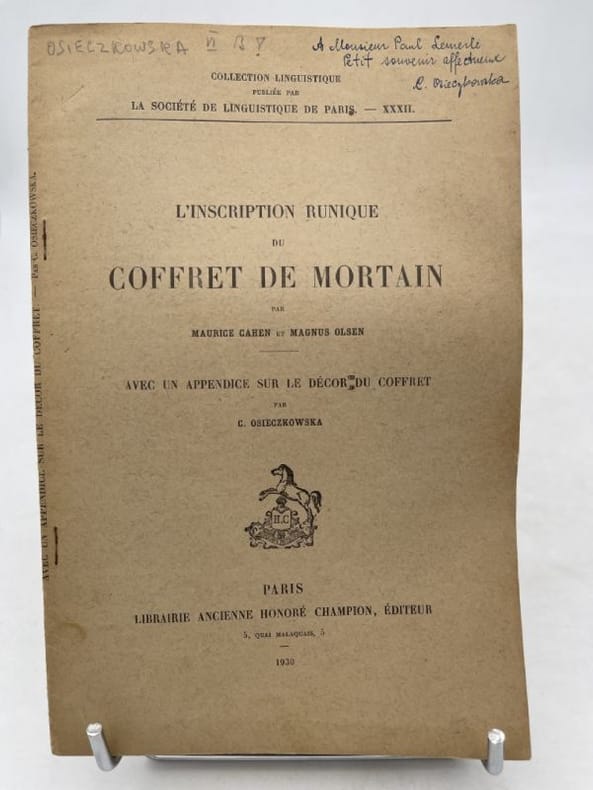 OSIECZKOWSKA VI B V
A Monsieur Paul Lemerle
Petit souvenir affectueux
C. Osieczkowska
COLLECTION LINGUISTIQUE
PUBLIÉE PAR
LA SOCIÉTÉ DE LINGUISTIQUE DE PARIS. — XXXII.
L'INSCRIPTION RUNIQUE
DU
COFFRET DE MORTAIN
PAR
MAURICE CAHEN ET MAGNUS OLSEN
AVEC UN APPENDICE SUR LE DÉCOR DU COFFRET
PAR
C. OSIECZKOWSKA
H.C
PARIS
LIBRAIRIE ANCIENNE HONORÉ CHAMPION, ÉDITEUR
5, QUAI MALAQUAIS, 5
1930
AVEC UN APPENDICE SUR LE DÉCOR DU COFFRET. — PAR C. OSIECZKOWSKA.